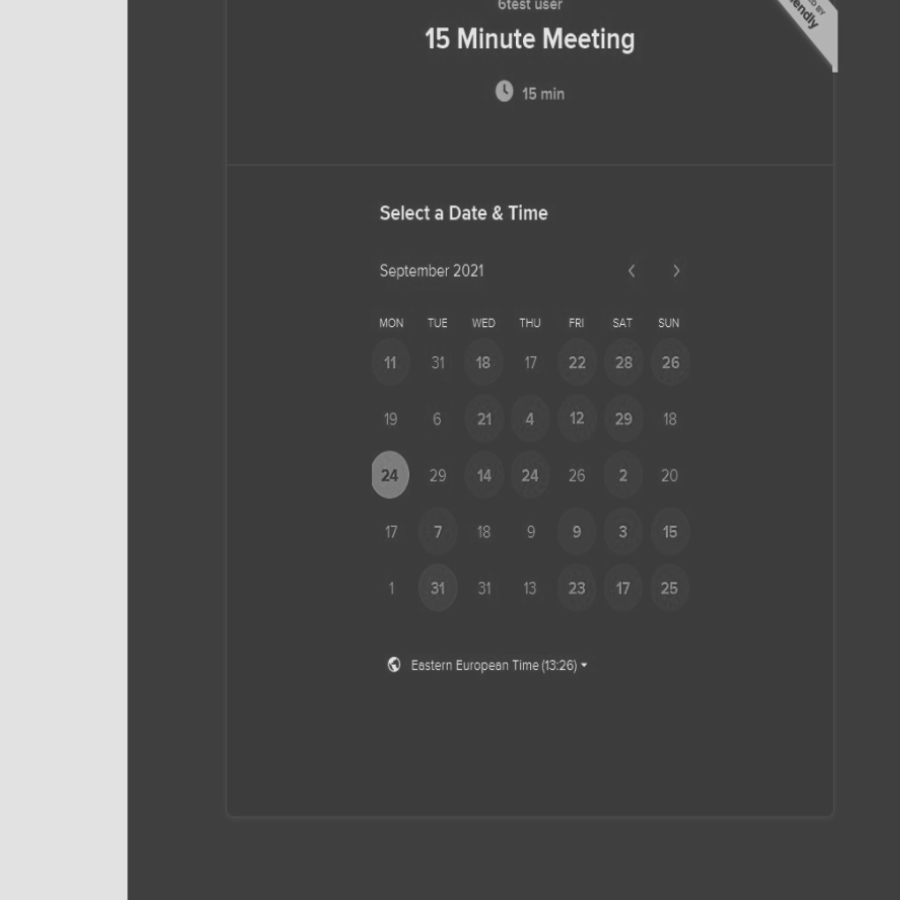 6test user
15 Minute Meeting
15 min
Select a Date & Time
September 2021
MON TUE WED THU FRI SAT SUN
11 31 18 17 22 28 26
19 6 21 4 12 29 18
24 29 14 24 26 2 20
17 7 18 9 9 3 15
1 31 31 13 23 17 25
Eastern European Time (13:26)